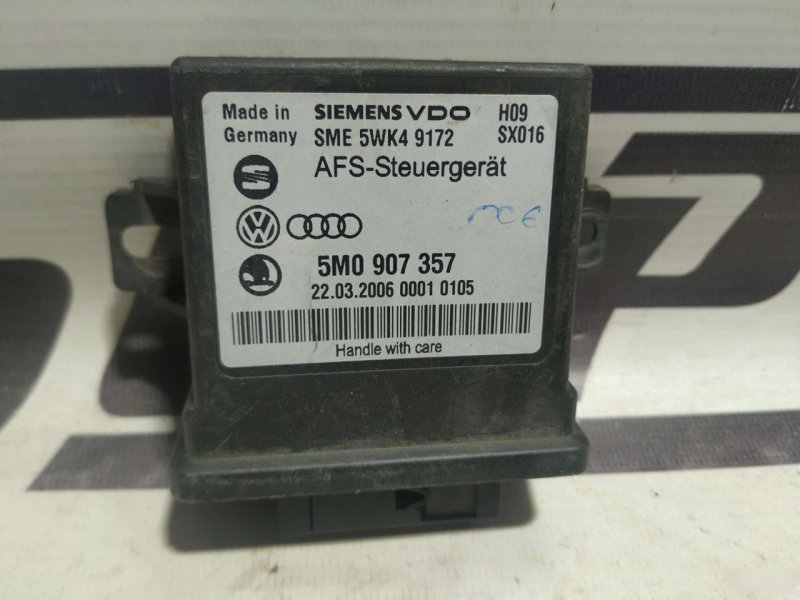 Made in SIEMENS VDO H09
Germany SME 5WK4 9172 SX016
AFS-Steuergerät
5M0 907 357
22.03.2006 0001 0105
Handle with care